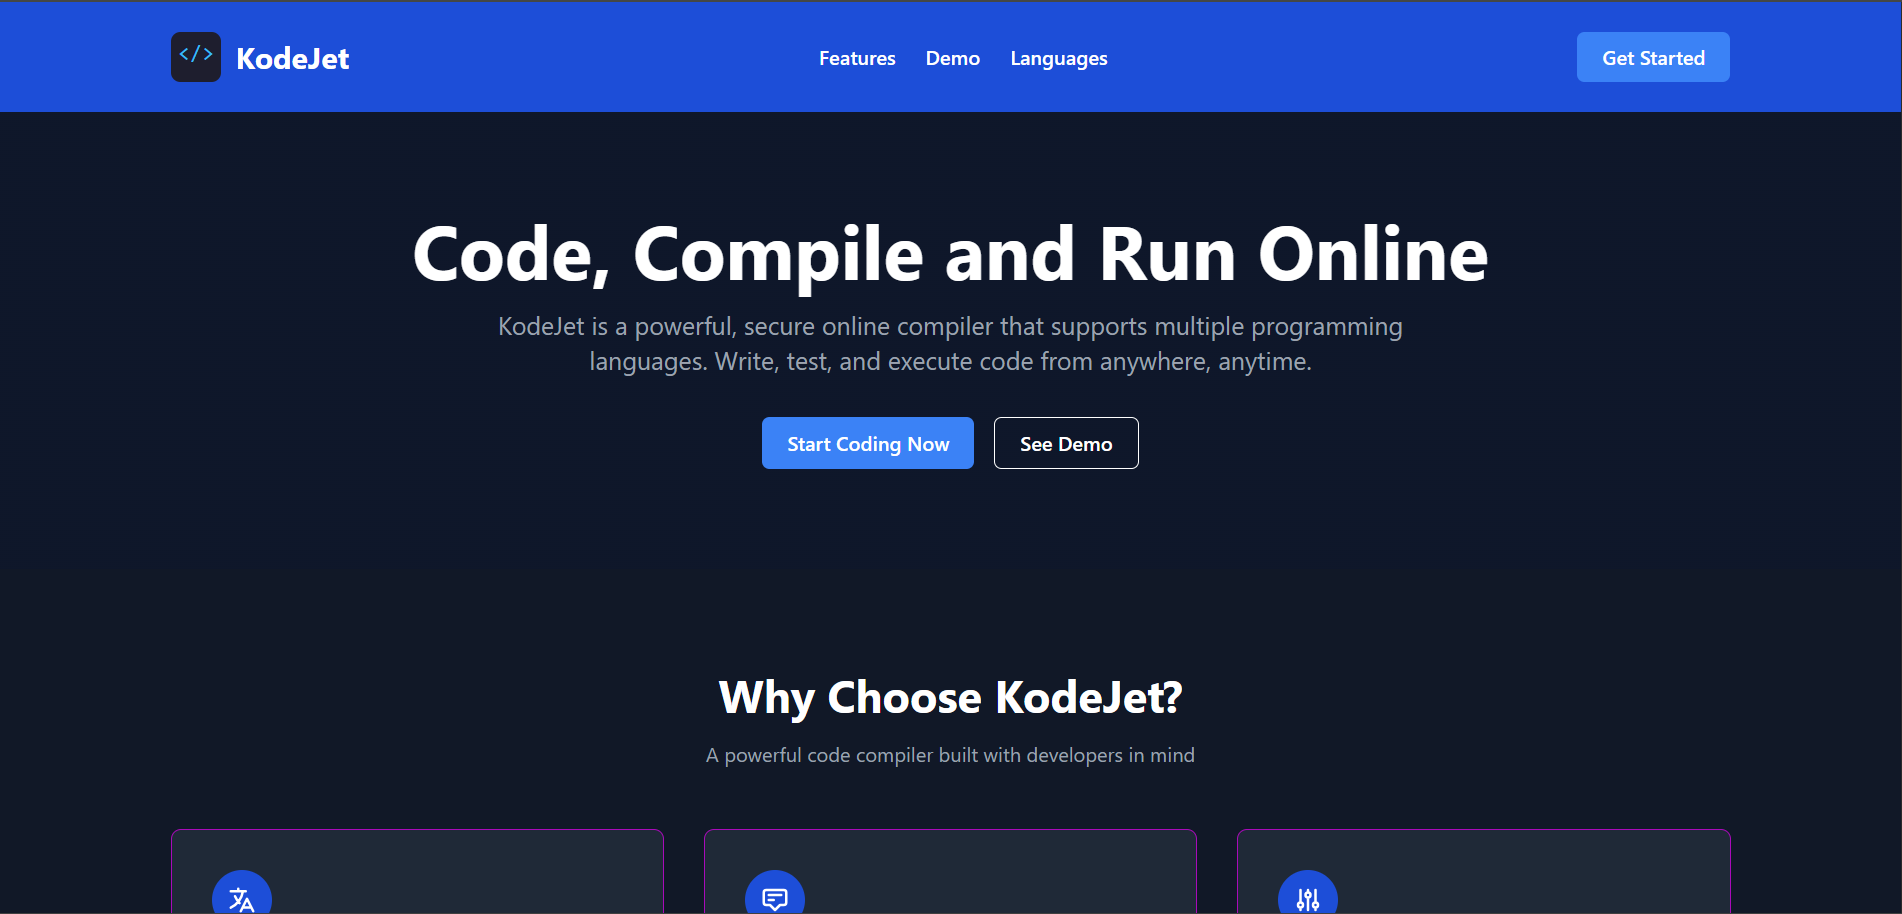 </>
KodeJet
Features
Demo
Languages
Get Started
Code, Compile and Run Online
KodeJet is a powerful, secure online compiler that supports multiple programming
languages. Write, test, and execute code from anywhere, anytime.
Start Coding Now
See Demo
Why Choose KodeJet?
A powerful code compiler built with developers in mind